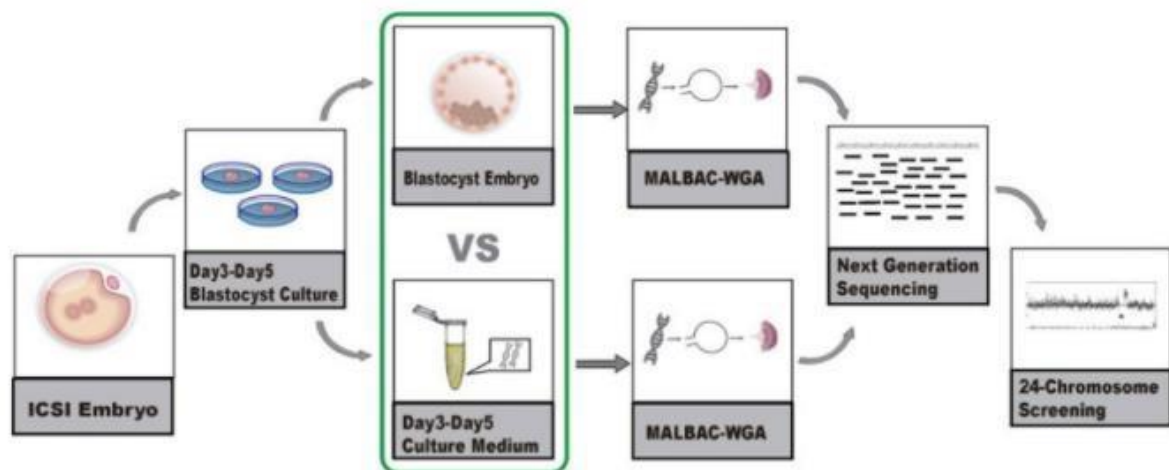 ICSI Embryo
Day3-Day5
Blastocyst Culture
Blastocyst Embryo
VS
Day3-Day5
Culture Medium
MALBAC-WGA
MALBAC-WGA
Next Generation
Sequencing
24-Chromosome
Screening